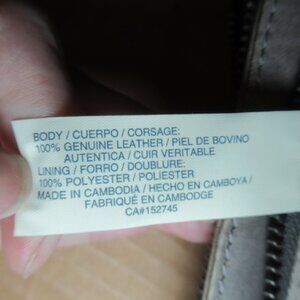 BODY / CUERPO / CORSAGE:
100% GENUINE LEATHER / PIEL DE BOVINO
AUTENTICA / CUIR VERITABLE
LINING / FORRO / DOUBLURE:
100% POLYESTER / POLIESTER
MADE IN CAMBODIA / HECHO EN CAMBOYA /
FABRIQUÉ EN CAMBODGE
CA#152745